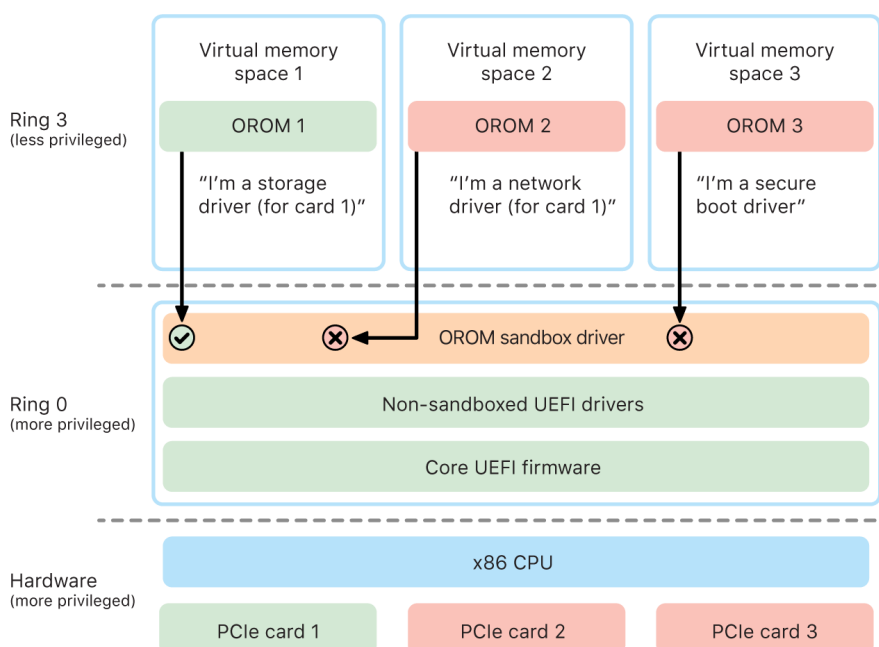 Virtual memory
space 1
Virtual memory
space 2
Virtual memory
space 3
Ring 3
(less privileged)
OROM 1
OROM 2
OROM 3
“I’m a storage
driver (for card 1)”
“I’m a network
driver (for card 1)”
“I’m a secure
boot driver”
OROM sandbox driver
Ring 0
(more privileged)
Non-sandboxed UEFI drivers
Core UEFI firmware
x86 CPU
Hardware
(more privileged)
PCIe card 1
PCIe card 2
PCIe card 3